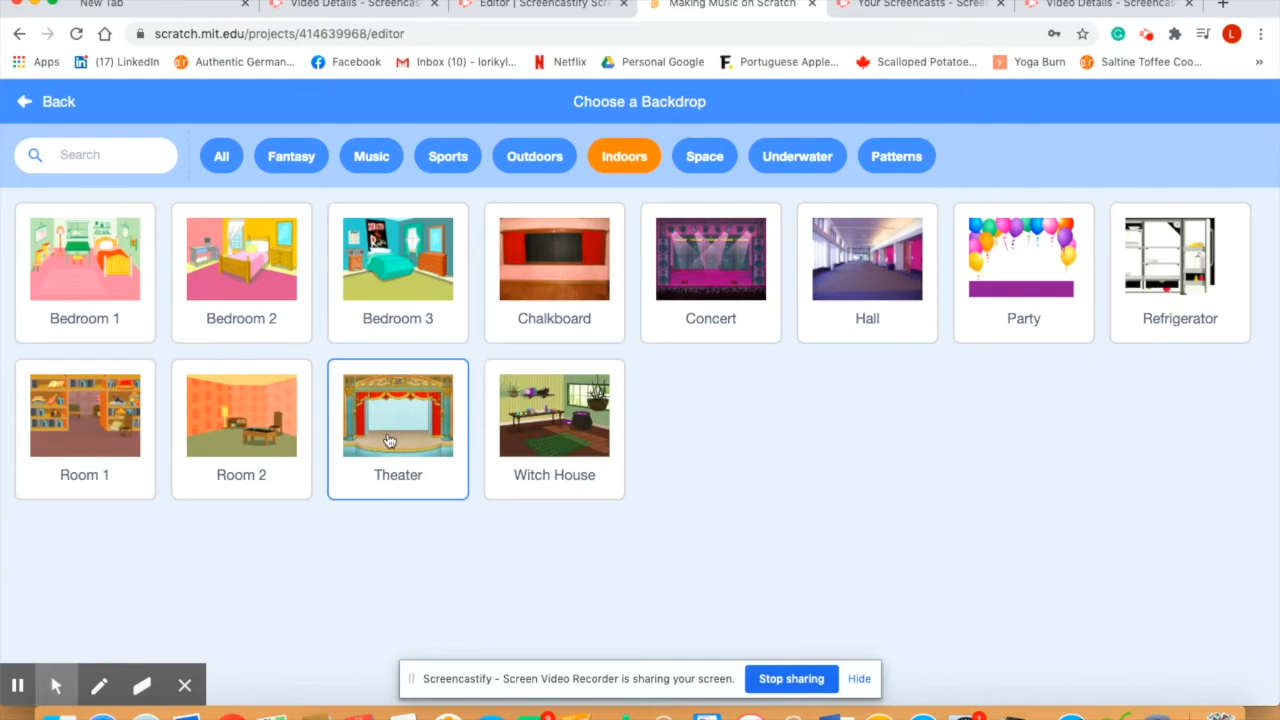 New Tab
Video Details - Screencast
Editor | Screencastify Scre
Making Music on Scratch
Your Screencasts - Screen
Video Details - Screencast
scratch.mit.edu/projects/414639968/editor
L
Apps
(17) LinkedIn
Authentic German...
Facebook
Inbox (10) - lorikyl...
Netflix
Personal Google
Portuguese Apple...
Scalloped Potatoe...
Yoga Burn
Saltine Toffee Coo...
»
Back
Choose a Backdrop
Search
All
Fantasy
Music
Sports
Outdoors
Indoors
Space
Underwater
Patterns
Bedroom 1
Bedroom 2
Bedroom 3
Chalkboard
Concert
Hall
Party
Refrigerator
Room 1
Room 2
Theater
Witch House
Screencastify - Screen Video Recorder is sharing your screen.
Stop sharing
Hide